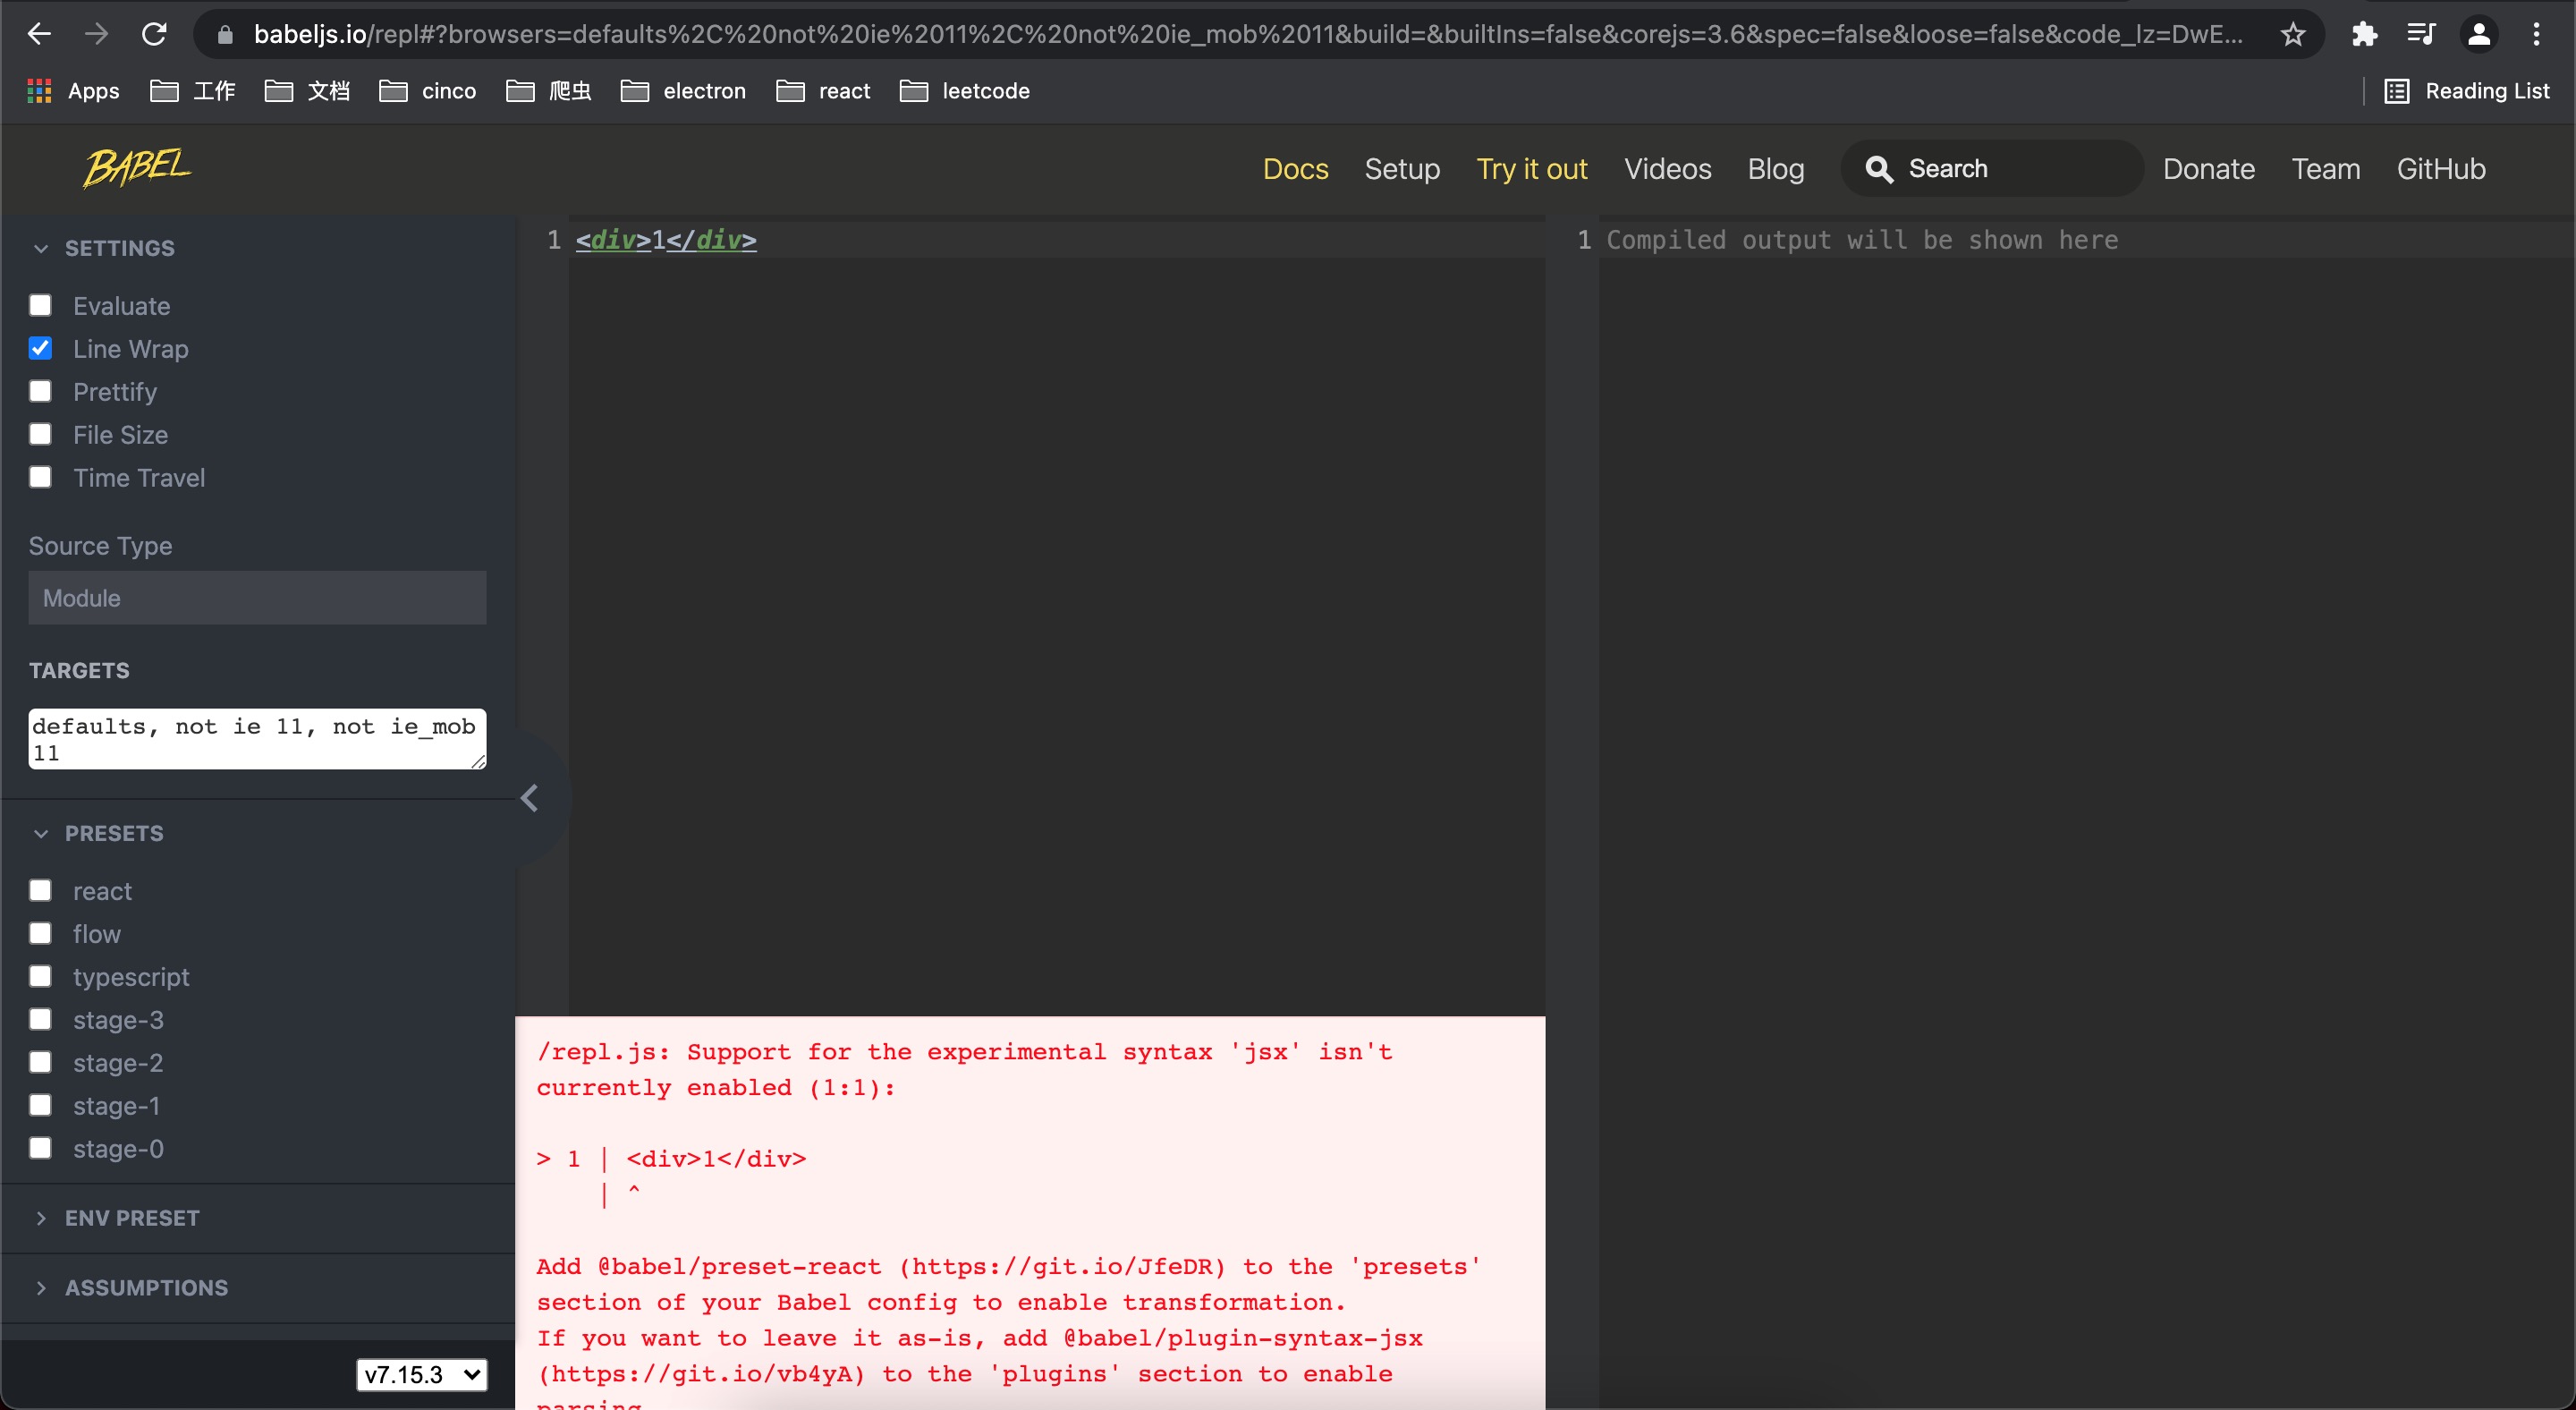 babeljs.io/repl#?browsers=defaults%2C%20not%20ie%2011%2C%20not%20ie_mob%2011&build=&builtIns=false&corejs=3.6&spec=false&loose=false&code_lz=DwE...
Apps 工作 文档 cinco 爬虫 electron react leetcode Reading List
BABEL Docs Setup Try it out Videos Blog Search Donate Team GitHub
SETTINGS
Evaluate
Line Wrap
Prettify
File Size
Time Travel
Source Type
Module
TARGETS
defaults, not ie 11, not ie_mob
11
PRESETS
react
flow
typescript
stage-3
stage-2
stage-1
stage-0
ENV PRESET
ASSUMPTIONS
v7.15.3
1 <div>1</div>
/repl.js: Support for the experimental syntax 'jsx' isn't
currently enabled (1:1):
> 1 | <div>1</div>
| ^
Add @babel/preset-react (https://git.io/JfeDR) to the 'presets'
section of your Babel config to enable transformation.
If you want to leave it as-is, add @babel/plugin-syntax-jsx
(https://git.io/vb4yA) to the 'plugins' section to enable
parsing
1 Compiled output will be shown here